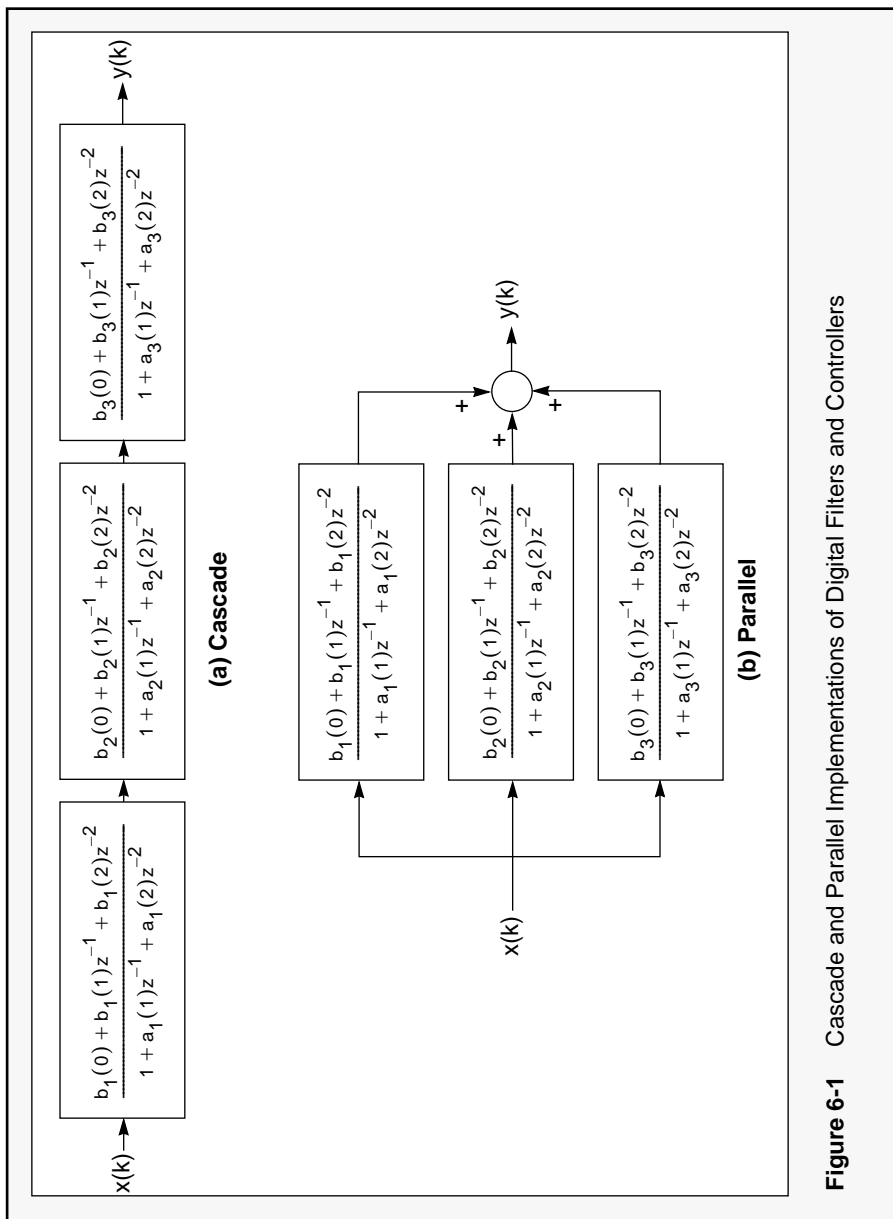 x(k)
b₁(0) + b₁(1)z⁻¹ + b₁(2)z⁻²
1 + a₁(1)z⁻¹ + a₁(2)z⁻²
b₂(0) + b₂(1)z⁻¹ + b₂(2)z⁻²
1 + a₂(1)z⁻¹ + a₂(2)z⁻²
b₃(0) + b₃(1)z⁻¹ + b₃(2)z⁻²
1 + a₃(1)z⁻¹ + a₃(2)z⁻²
y(k)
(a) Cascade
x(k)
b₁(0) + b₁(1)z⁻¹ + b₁(2)z⁻²
1 + a₁(1)z⁻¹ + a₁(2)z⁻²
b₂(0) + b₂(1)z⁻¹ + b₂(2)z⁻²
1 + a₂(1)z⁻¹ + a₂(2)z⁻²
b₃(0) + b₃(1)z⁻¹ + b₃(2)z⁻²
1 + a₃(1)z⁻¹ + a₃(2)z⁻²
+
+
+
y(k)
(b) Parallel
Figure 6-1 Cascade and Parallel Implementations of Digital Filters and Controllers